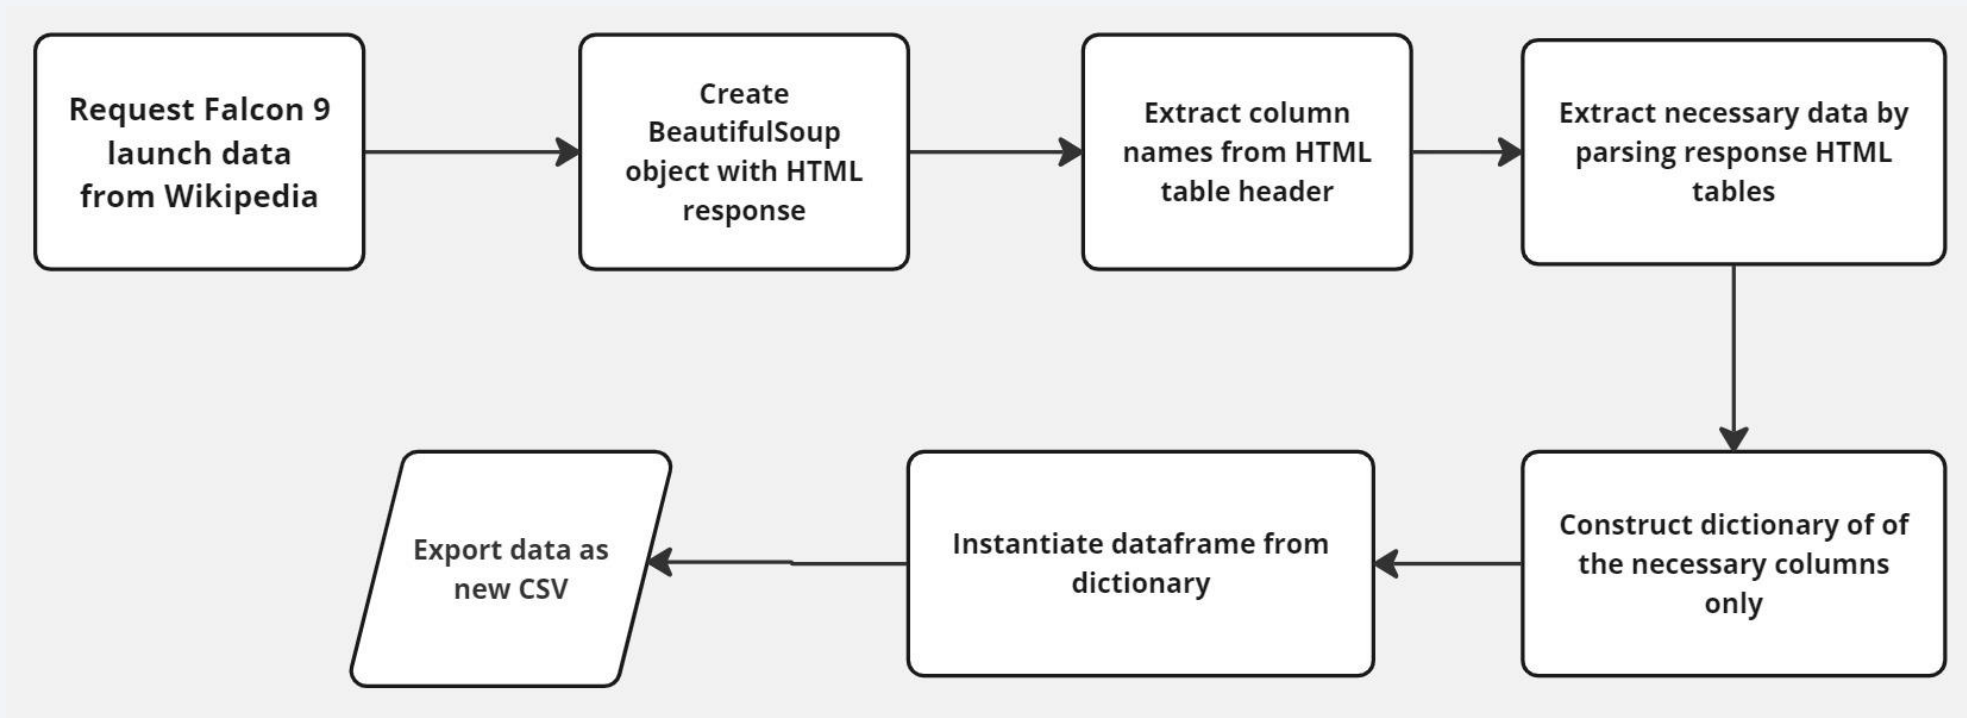 Request Falcon 9
launch data
from Wikipedia
Create
BeautifulSoup
object with HTML
response
Extract column
names from HTML
table header
Extract necessary data by
parsing response HTML
tables
Construct dictionary of of
the necessary columns
only
Instantiate dataframe from
dictionary
Export data as
new CSV